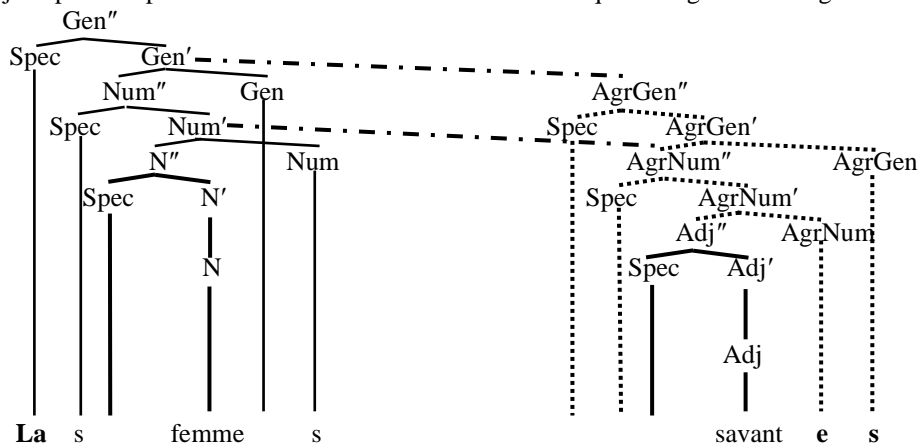 Gen″
Spec Gen′
Num″ Gen AgrGen″
Spec Num′ Spec AgrGen′
N″ Num AgrNum″ AgrGen
Spec N′ Spec AgrNum′
Adj″ AgrNum
N Spec Adj′
Adj
La s femme s savant e s